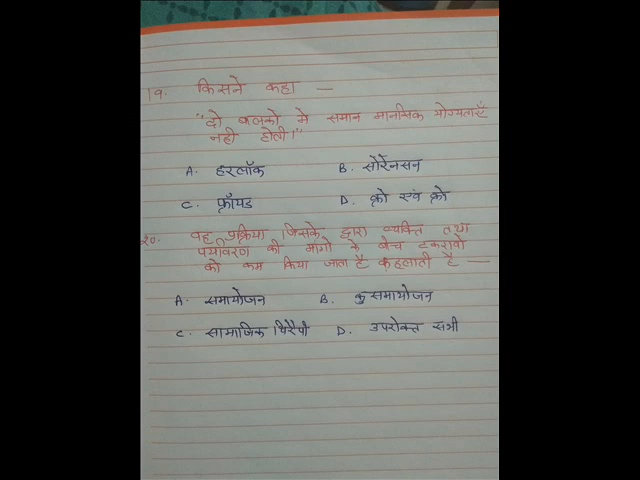 19. किसने कहा —
"दो बालको मे समान मानसिक योग्यताएँ
नही होती।"
A. हरलॉक B. सोरेनसन
C. फ्रॉयड D. क्रो एवं क्रो
20. वह प्रक्रिया जिसके द्वारा व्यक्ति तथा
पर्यावरण की मांगो के बीच टकरावो
को कम किया जाता है कहलाती है —
A. समायोजन B. कुसमायोजन
C. सामाजिक थिरैपी D. उपरोक्त सभी